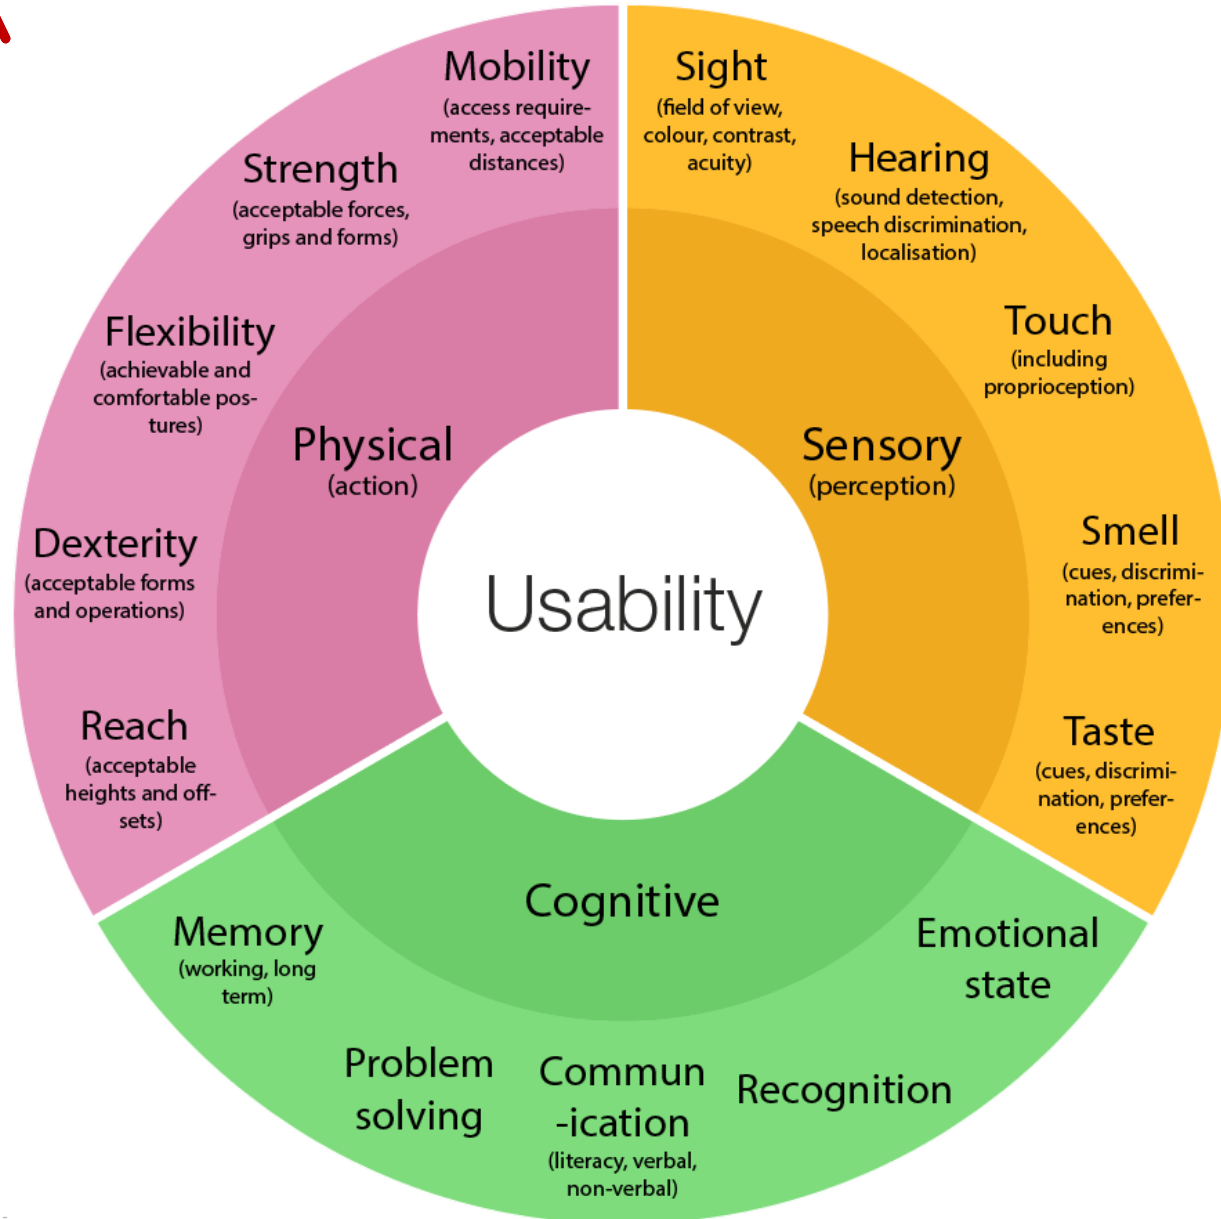 Mobility
(access require-
ments, acceptable
distances)
Strength
(acceptable forces,
grips and forms)
Flexibility
(achievable and
comfortable pos-
tures)
Dexterity
(acceptable forms
and operations)
Reach
(acceptable
heights and off-
sets)
Physical
(action)
Sight
(field of view,
colour, contrast,
acuity)
Hearing
(sound detection,
speech discrimination,
localisation)
Touch
(including
proprioception)
Smell
(cues, discrimi-
nation, prefer-
ences)
Taste
(cues, discrimi-
nation, prefer-
ences)
Sensory
(perception)
Usability
Cognitive
Memory
(working, long
term)
Problem
solving
Commun
-ication
(literacy, verbal,
non-verbal)
Recognition
Emotional
state